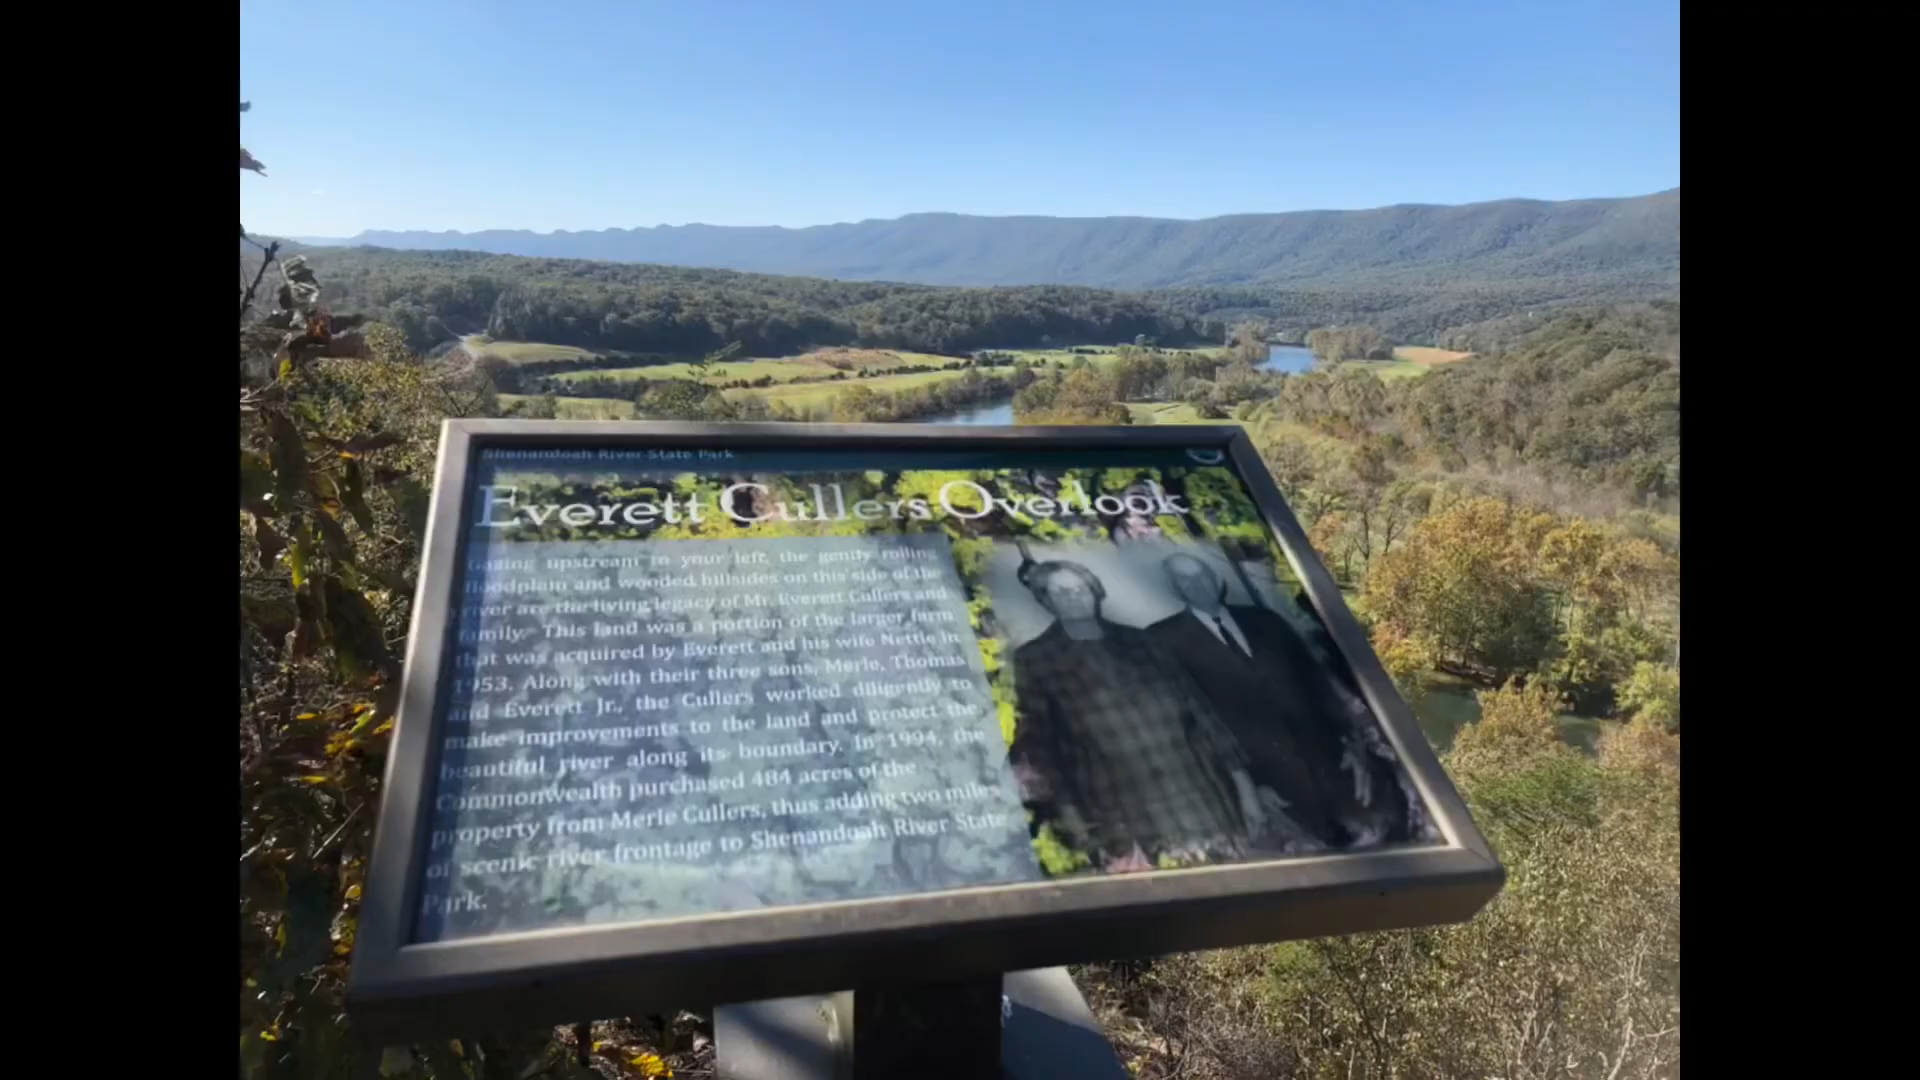 Shenandoah River State Park
Everett Cullers Overlook
Gazing upstream to your left, the gently rolling
floodplain and wooded hillsides on this side of the
river are the living legacy of Mr. Everett Cullers and
family. This land was a portion of the larger farm
that was acquired by Everett and his wife Nettie in
1953. Along with their three sons, Merle, Thomas
and Everett Jr., the Cullers worked diligently to
make improvements to the land and protect the
beautiful river along its boundary. In 1994, the
Commonwealth purchased 484 acres of the
property from Merle Cullers, thus adding two miles
of scenic river frontage to Shenandoah River State
Park.